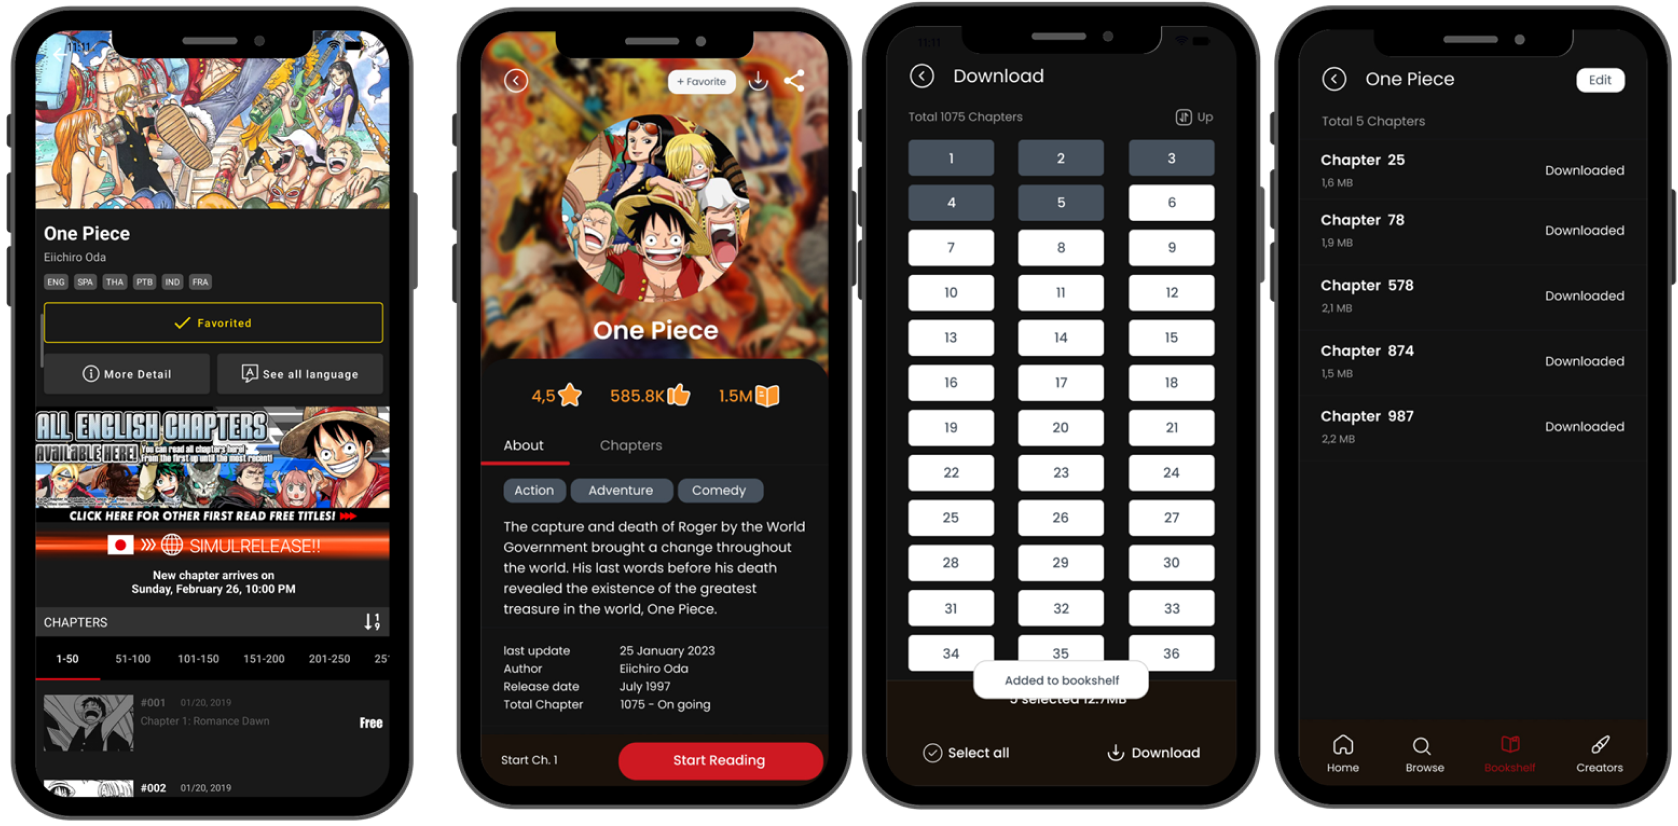 11:11
One Piece
Eiichiro Oda
ENG SPA THA PTB IND FRA
Favorited
More Detail
See all language
ALL ENGLISH CHAPTERS
AVAILABLE HERE!
You can read all chapters here!
From the first up until the most recent!
CLICK HERE FOR OTHER FIRST READ FREE TITLES!
SIMULRELEASE!!
New chapter arrives on
Sunday, February 26, 10:00 PM
CHAPTERS
1-50 51-100 101-150 151-200 201-250 25
#001 01/20, 2019
Chapter 1: Romance Dawn
Free
#002 01/20, 2019
+ Favorite
One Piece
4,5 585.8K 1.5M
About Chapters
Action Adventure Comedy
The capture and death of Roger by the World
Government brought a change throughout
the world. His last words before his death
revealed the existence of the greatest
treasure in the world, One Piece.
last update 25 January 2023
Author Eiichiro Oda
Release date July 1997
Total Chapter 1075 - On going
Start Ch. 1
Start Reading
11:11
Download
Total 1075 Chapters
Up
1 2 3
4 5 6
7 8 9
10 11 12
13 14 15
16 17 18
19 20 21
22 23 24
25 26 27
28 29 30
31 32 33
34 35 36
Added to bookshelf
5 selected 12.7MB
Select all
Download
One Piece
Edit
Total 5 Chapters
Chapter 25
1,6 MB
Downloaded
Chapter 78
1,9 MB
Downloaded
Chapter 578
2,1 MB
Downloaded
Chapter 874
1,5 MB
Downloaded
Chapter 987
2,2 MB
Downloaded
Home Browse Bookshelf Creators